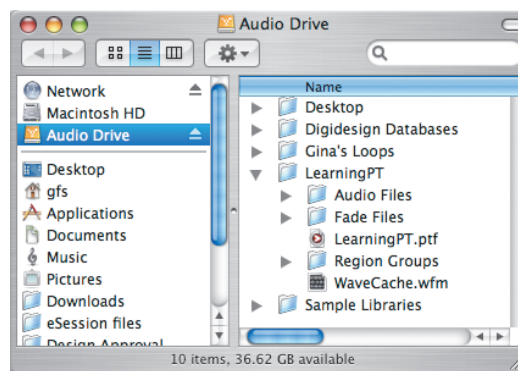 Audio Drive
Network
Macintosh HD
Audio Drive
Desktop
gfs
Applications
Documents
Music
Pictures
Downloads
eSession files
Design Approval
Name
Desktop
Digidesign Databases
Gina's Loops
LearningPT
Audio Files
Fade Files
LearningPT.ptf
Region Groups
WaveCache.wfm
Sample Libraries
10 items, 36.62 GB available